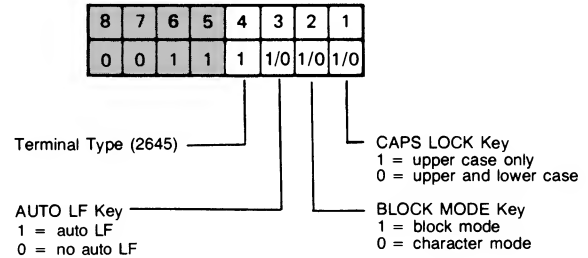 8 7 6 5 4 3 2 1
0 0 1 1 1 1/0 1/0 1/0
Terminal Type (2645)
CAPS LOCK Key
1 = upper case only
0 = upper and lower case
AUTO LF Key
1 = auto LF
0 = no auto LF
BLOCK MODE Key
1 = block mode
0 = character mode